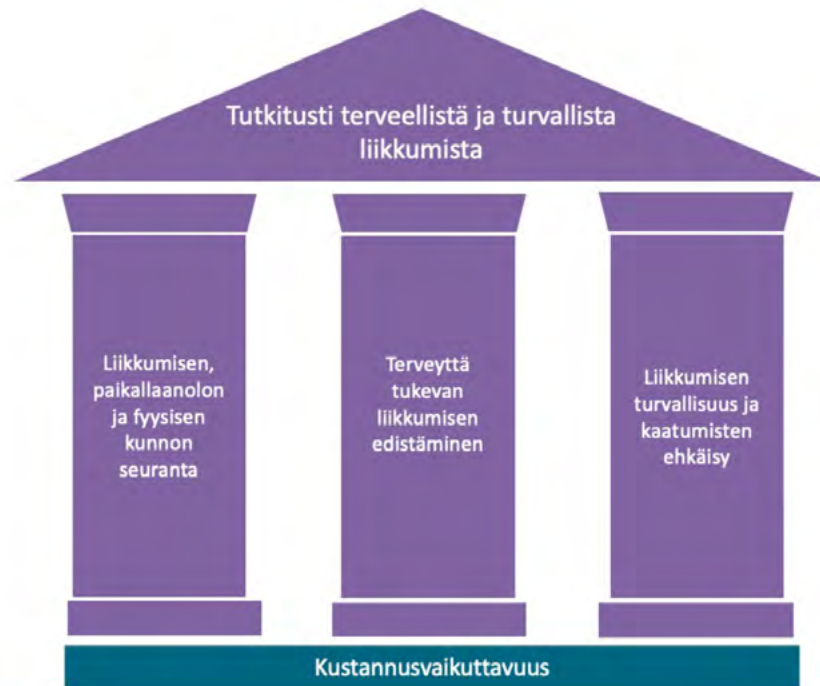 Tutkitusti terveellistä ja turvallista
liikkumista
Liikkumisen,
paikallaanolon
ja fyysisen
kunnon
seuranta
Terveyttä
tukevan
liikkumisen
edistäminen
Liikkumisen
turvallisuus ja
kaatumisten
ehkäisy
Kustannusvaikuttavuus